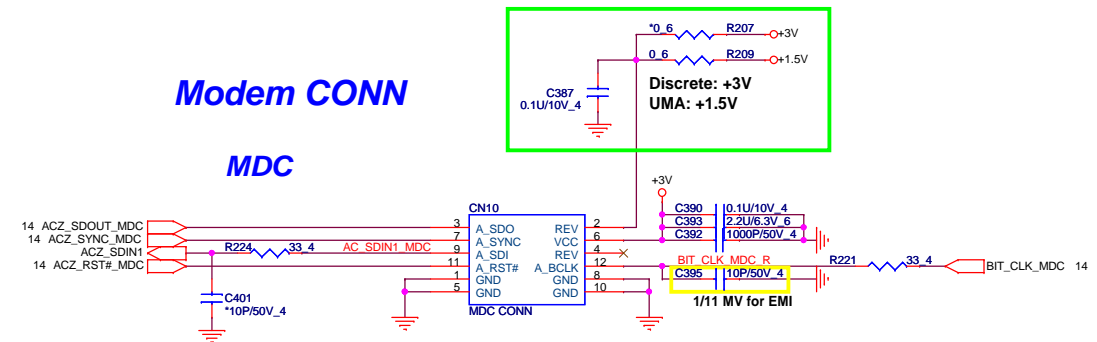 *0_6 R207 +3V
0_6 R209 +1.5V
Discrete: +3V
UMA: +1.5V
C387
0.1U/10V_4
Modem CONN
MDC
+3V
CN10
C390 0.1U/10V_4
C393 2.2U/6.3V_6
C392 1000P/50V_4
14 ACZ_SDOUT_MDC 3 A_SDO REV 2
14 ACZ_SYNC_MDC 7 A_SYNC VCC 6
ACZ_SDIN1 R224 33_4 AC_SDIN1_MDC 9 A_SDI REV 4
14 ACZ_RST#_MDC 11 A_RST# A_BCLK 12 BIT_CLK_MDC_R R221 33_4 BIT_CLK_MDC 14
1 GND GND 8 C395 10P/50V_4
5 GND GND 10
1/11 MV for EMI
MDC CONN
C401
*10P/50V_4